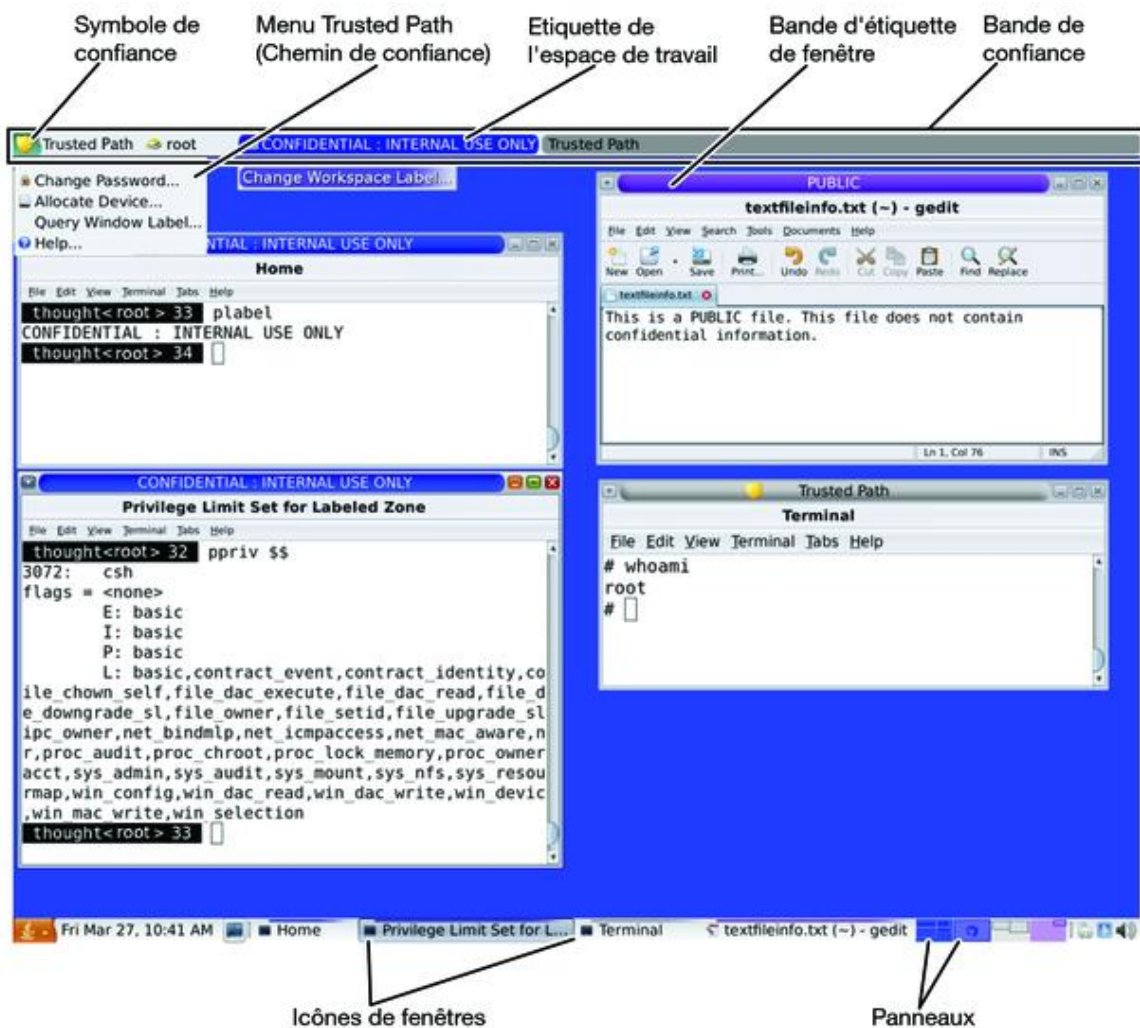 Symbole de confiance
Menu Trusted Path (Chemin de confiance)
Etiquette de l'espace de travail
Bande d'étiquette de fenêtre
Bande de confiance
Trusted Path root CONFIDENTIAL : INTERNAL USE ONLY Trusted Path
Change Password...
Allocate Device...
Query Window Label...
Help...
Change Workspace Label...
NTIAL : INTERNAL USE ONLY
Home
File Edit View Terminal Tabs Help
thought<root> 33 plabel
CONFIDENTIAL : INTERNAL USE ONLY
thought<root> 34
PUBLIC
textfileinfo.txt (~) - gedit
File Edit View Search Tools Documents Help
New Open Save Print... Undo Redo Cut Copy Paste Find Replace
textfileinfo.txt
This is a PUBLIC file. This file does not contain
confidential information.
Ln 1, Col 76 INS
CONFIDENTIAL : INTERNAL USE ONLY
Privilege Limit Set for Labeled Zone
File Edit View Terminal Tabs Help
thought<root> 32 ppriv $$
3072: csh
flags = <none>
E: basic
I: basic
P: basic
L: basic,contract_event,contract_identity,co
ile_chown_self,file_dac_execute,file_dac_read,file_d
e_downgrade_sl,file_owner,file_setid,file_upgrade_sl
ipc_owner,net_bindmlp,net_icmpaccess,net_mac_aware,n
r,proc_audit,proc_chroot,proc_lock_memory,proc_owner
acct,sys_admin,sys_audit,sys_mount,sys_nfs,sys_resou
rmap,win_config,win_dac_read,win_dac_write,win_devic
,win_mac_write,win_selection
thought<root> 33
Trusted Path
Terminal
File Edit View Terminal Tabs Help
# whoami
root
#
Fri Mar 27, 10:41 AM Home Privilege Limit Set for L... Terminal textfileinfo.txt (~) - gedit
Icônes de fenêtres
Panneaux